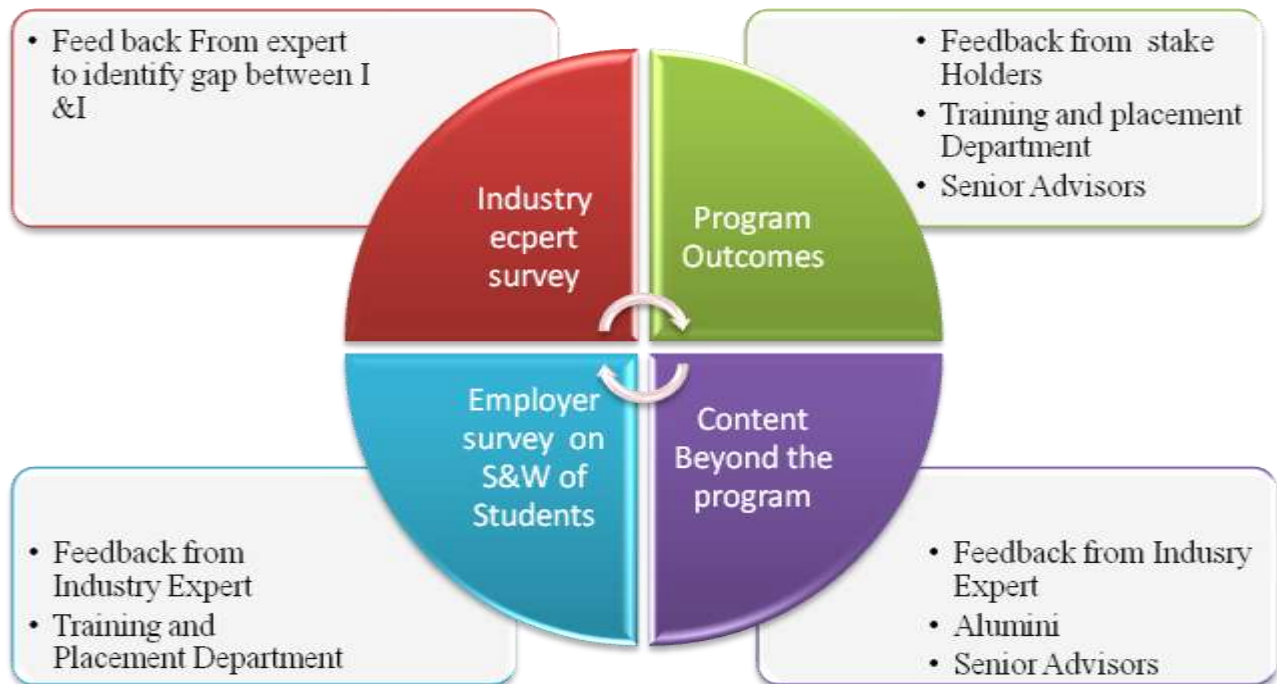 • Feed back From expert
to identify gap between I
&I
• Feedback from stake
Holders
• Training and placement
Department
• Senior Advisors
Industry
ecpert
survey
Program
Outcomes
Employer
survey on
S&W of
Students
Content
Beyond the
program
• Feedback from
Industry Expert
• Training and
Placement Department
• Feedback from Indusry
Expert
• Alumini
• Senior Advisors